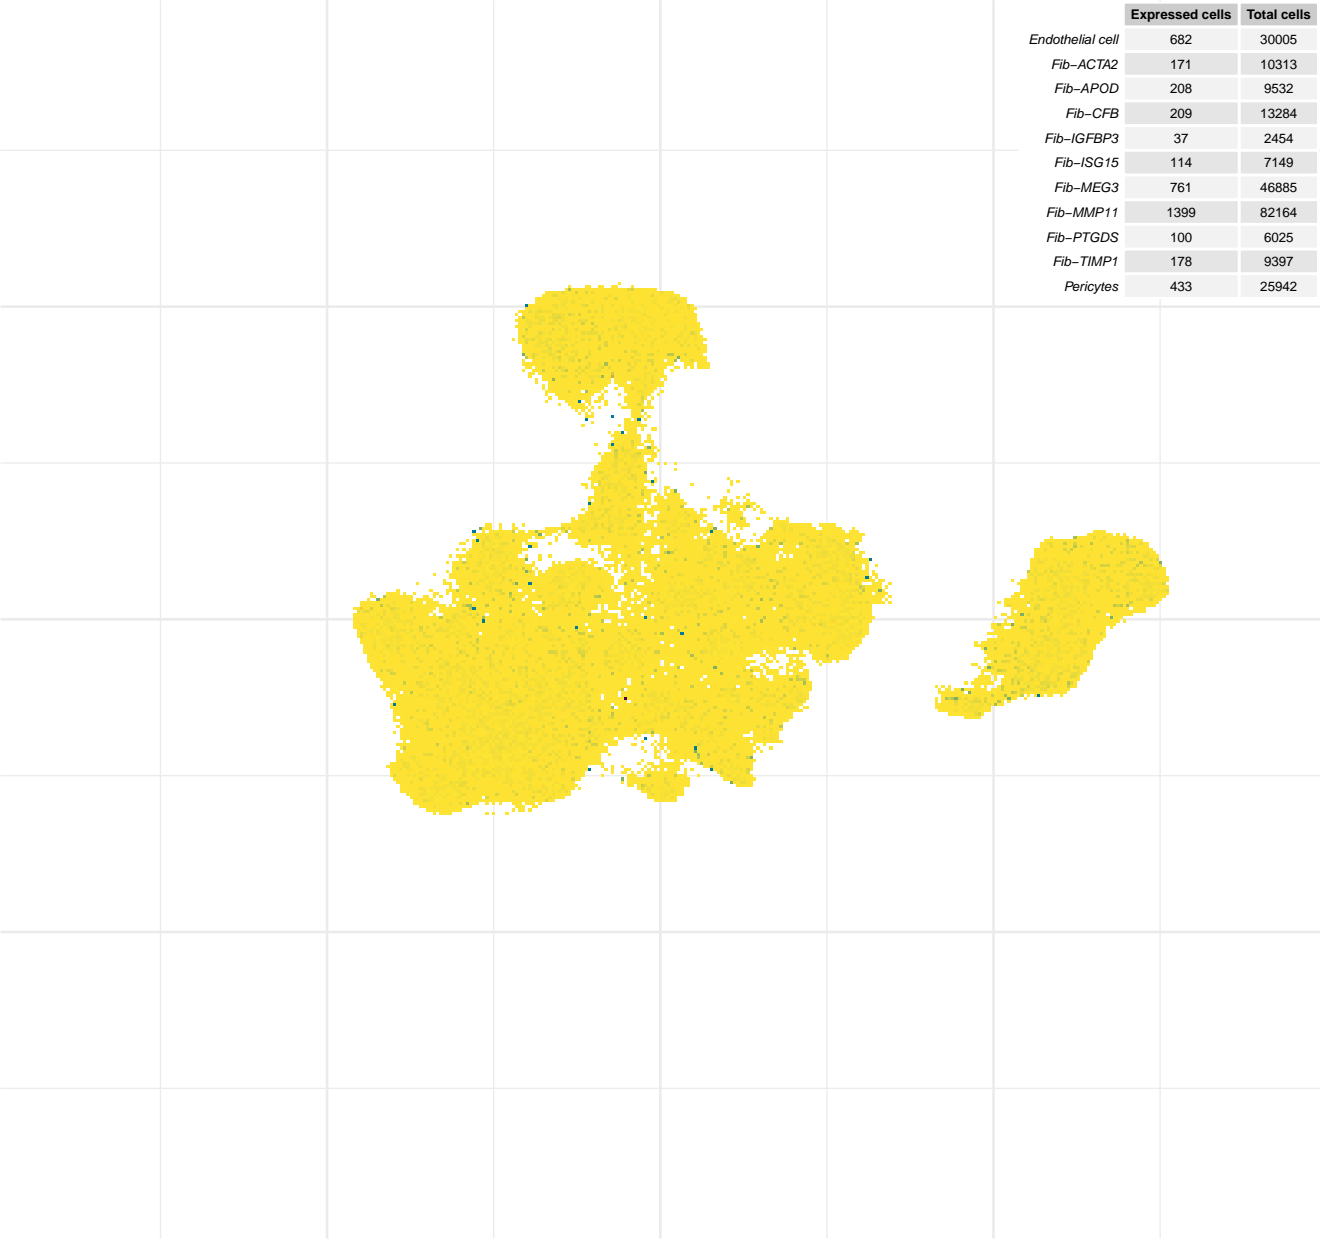 Expressed cells Total cells
Endothelial cell 682 30005
Fib−ACTA2 171 10313
Fib−APOD 208 9532
Fib−CFB 209 13284
Fib−IGFBP3 37 2454
Fib−ISG15 114 7149
Fib−MEG3 761 46885
Fib−MMP11 1399 82164
Fib−PTGDS 100 6025
Fib−TIMP1 178 9397
Pericytes 433 25942